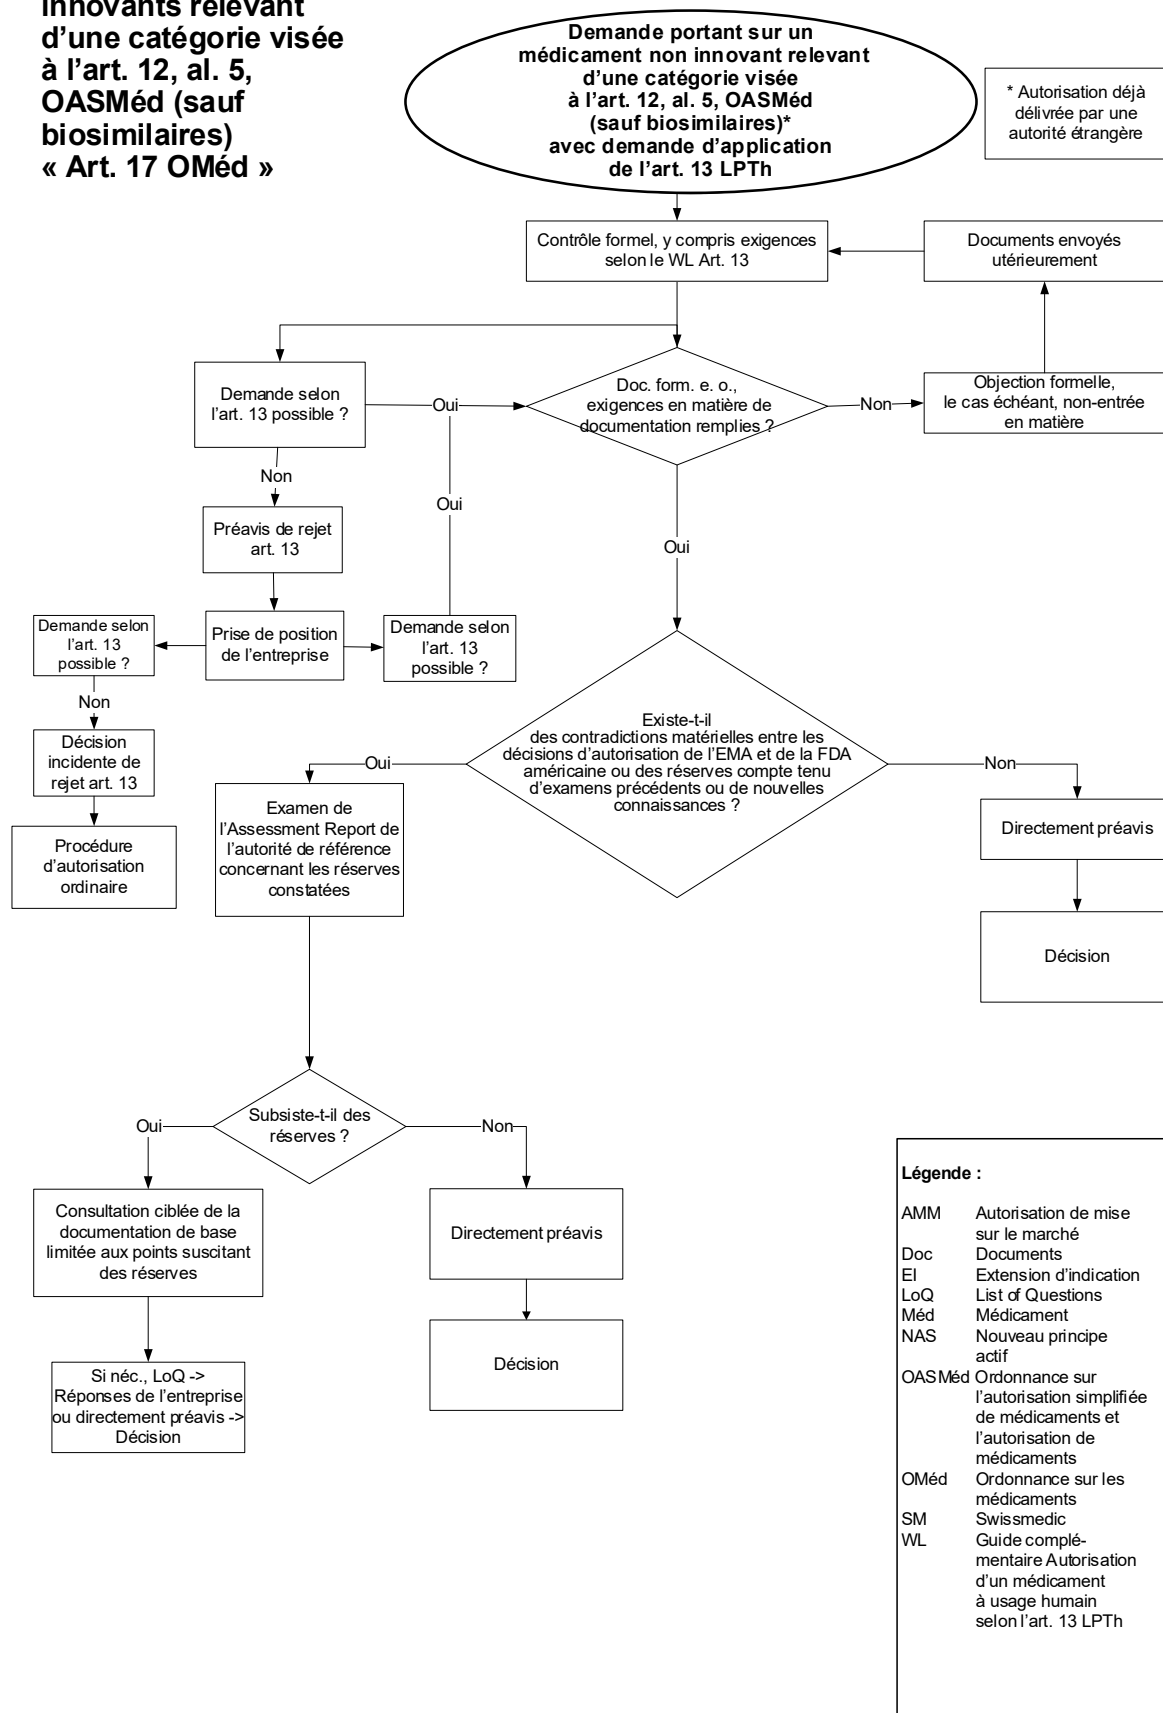 innovants relevant
d'une catégorie visée
à l'art. 12, al. 5,
OASMéd (sauf
biosimilaires)
« Art. 17 OMéd »
Demande portant sur un
médicament non innovant relevant
d'une catégorie visée
à l'art. 12, al. 5, OASMéd
(sauf biosimilaires)*
avec demande d'application
de l'art. 13 LPTh
* Autorisation déjà
délivrée par une
autorité étrangère
Contrôle formel, y compris exigences
selon le WL Art. 13
Documents envoyés
utérieurement
Demande selon
l'art. 13 possible ?
Oui
Doc. form. e. o.,
exigences en matière de
documentation remplies ?
Non
Objection formelle,
le cas échéant, non-entrée
en matière
Non
Oui
Préavis de rejet
art. 13
Oui
Demande selon
l'art. 13
possible ?
Prise de position
de l'entreprise
Demande selon
l'art. 13
possible ?
Non
Décision
incidente de
rejet art. 13
Procédure
d'autorisation
ordinaire
Existe-t-il
des contradictions matérielles entre les
décisions d'autorisation de l'EMA et de la FDA
américaine ou des réserves compte tenu
d'examens précédents ou de nouvelles
connaissances ?
Oui
Non
Examen de
l'Assessment Report de
l'autorité de référence
concernant les réserves
constatées
Directement préavis
Décision
Subsiste-t-il des
réserves ?
Oui
Non
Consultation ciblée de la
documentation de base
limitée aux points suscitant
des réserves
Directement préavis
Si néc., LoQ ->
Réponses de l'entreprise
ou directement préavis ->
Décision
Décision
Légende :
AMM Autorisation de mise
sur le marché
Doc Documents
EI Extension d'indication
LoQ List of Questions
Méd Médicament
NAS Nouveau principe
actif
OASMéd Ordonnance sur
l'autorisation simplifiée
de médicaments et
l'autorisation de
médicaments
OMéd Ordonnance sur les
médicaments
SM Swissmedic
WL Guide complé-
mentaire Autorisation
d'un médicament
à usage humain
selon l'art. 13 LPTh